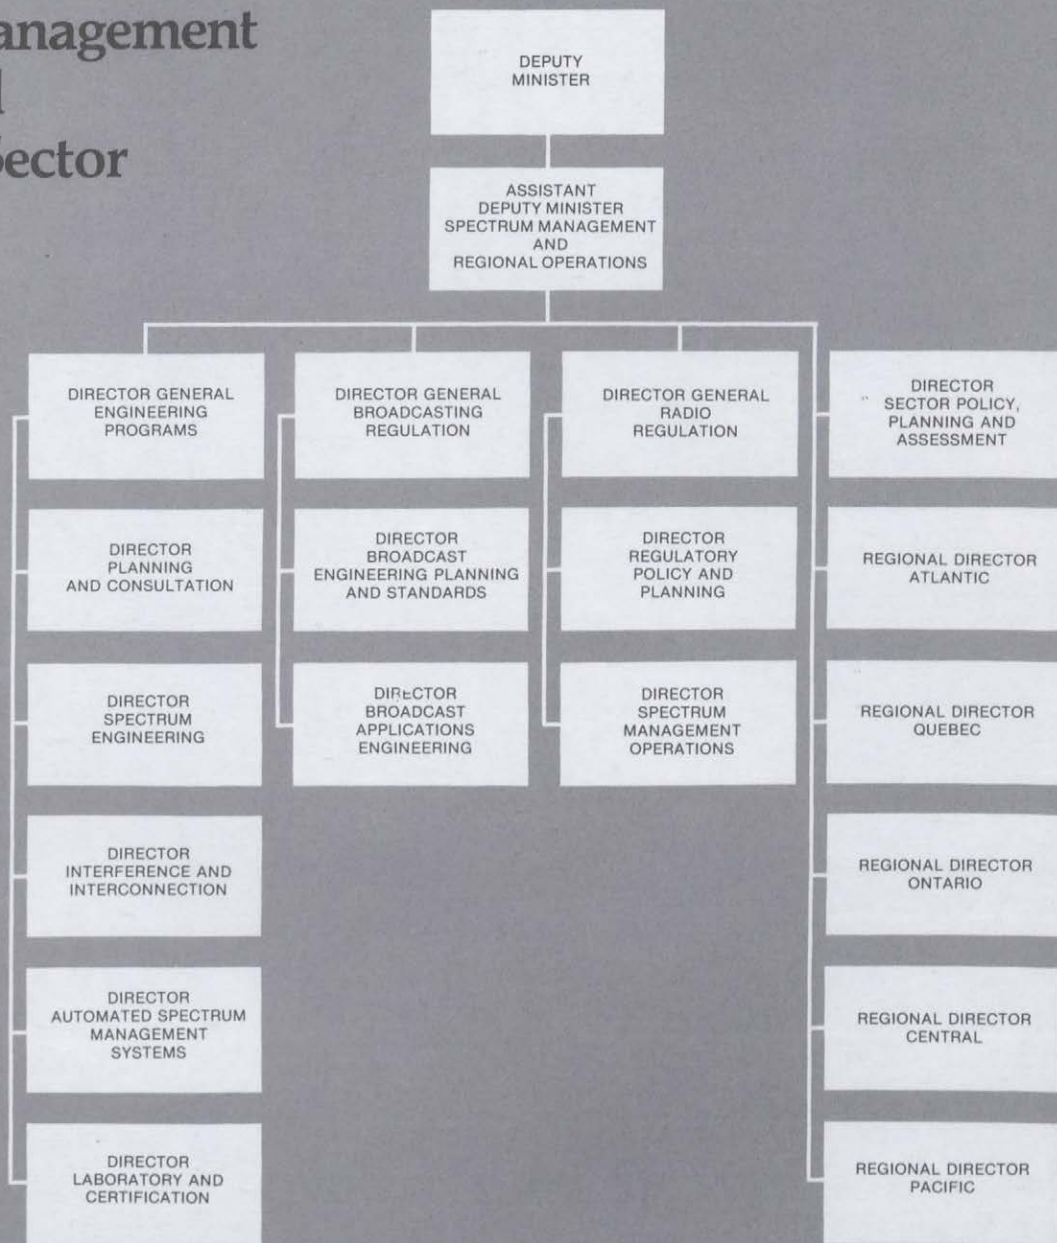 Sector
DEPUTY
MINISTER
ASSISTANT
DEPUTY MINISTER
SPECTRUM MANAGEMENT
AND
REGIONAL OPERATIONS
DIRECTOR GENERAL
ENGINEERING
PROGRAMS
DIRECTOR
PLANNING
AND CONSULTATION
DIRECTOR
SPECTRUM
ENGINEERING
DIRECTOR
INTERFERENCE AND
INTERCONNECTION
DIRECTOR
AUTOMATED SPECTRUM
MANAGEMENT
SYSTEMS
DIRECTOR
LABORATORY AND
CERTIFICATION
DIRECTOR GENERAL
BROADCASTING
REGULATION
DIRECTOR
BROADCAST
ENGINEERING PLANNING
AND STANDARDS
DIRECTOR
BROADCAST
APPLICATIONS
ENGINEERING
DIRECTOR GENERAL
RADIO
REGULATION
DIRECTOR
REGULATORY
POLICY AND
PLANNING
DIRECTOR
SPECTRUM
MANAGEMENT
OPERATIONS
DIRECTOR
SECTOR POLICY,
PLANNING AND
ASSESSMENT
REGIONAL DIRECTOR
ATLANTIC
REGIONAL DIRECTOR
QUEBEC
REGIONAL DIRECTOR
ONTARIO
REGIONAL DIRECTOR
CENTRAL
REGIONAL DIRECTOR
PACIFIC